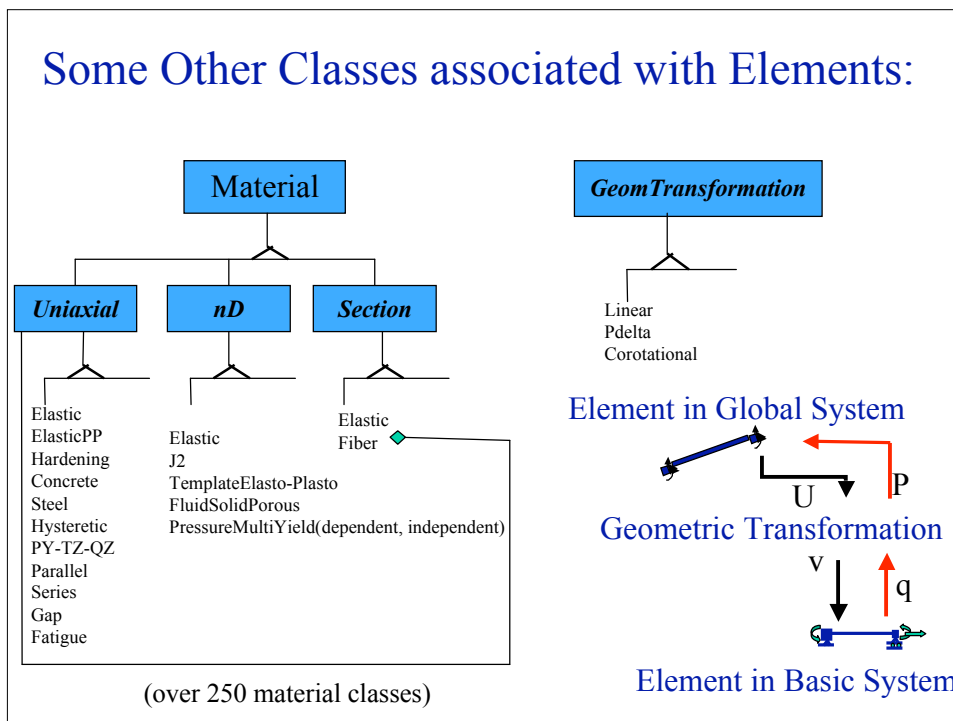 Some Other Classes associated with Elements:
Material
GeomTransformation
Uniaxial
nD
Section
Elastic
ElasticPP
Hardening
Concrete
Steel
Hysteretic
PY-TZ-QZ
Parallel
Series
Gap
Fatigue
Elastic
J2
TemplateElasto-Plasto
FluidSolidPorous
PressureMultiYield(dependent, independent)
Elastic
Fiber
(over 250 material classes)
Linear
Pdelta
Corotational
Element in Global System
U
P
Geometric Transformation
v
q
Element in Basic System